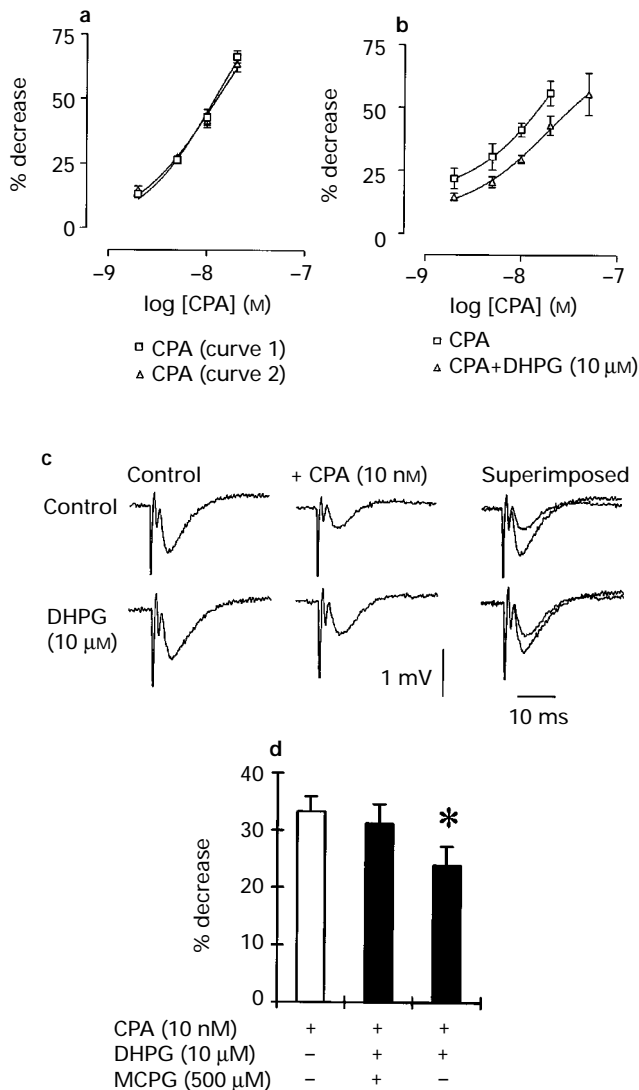 a
75
50
25
0
% decrease
–9
–8
–7
log [CPA] (M)
□ CPA (curve 1)
△ CPA (curve 2)
b
75
50
25
0
% decrease
–9
–8
–7
log [CPA] (M)
□ CPA
△ CPA+DHPG (10 µM)
c
Control
+ CPA (10 nM)
Superimposed
Control
DHPG
(10 µM)
1 mV
10 ms
d
40
30
20
10
0
% decrease
*
CPA (10 nM) + + +
DHPG (10 µM) – + +
MCPG (500 µM) – + –